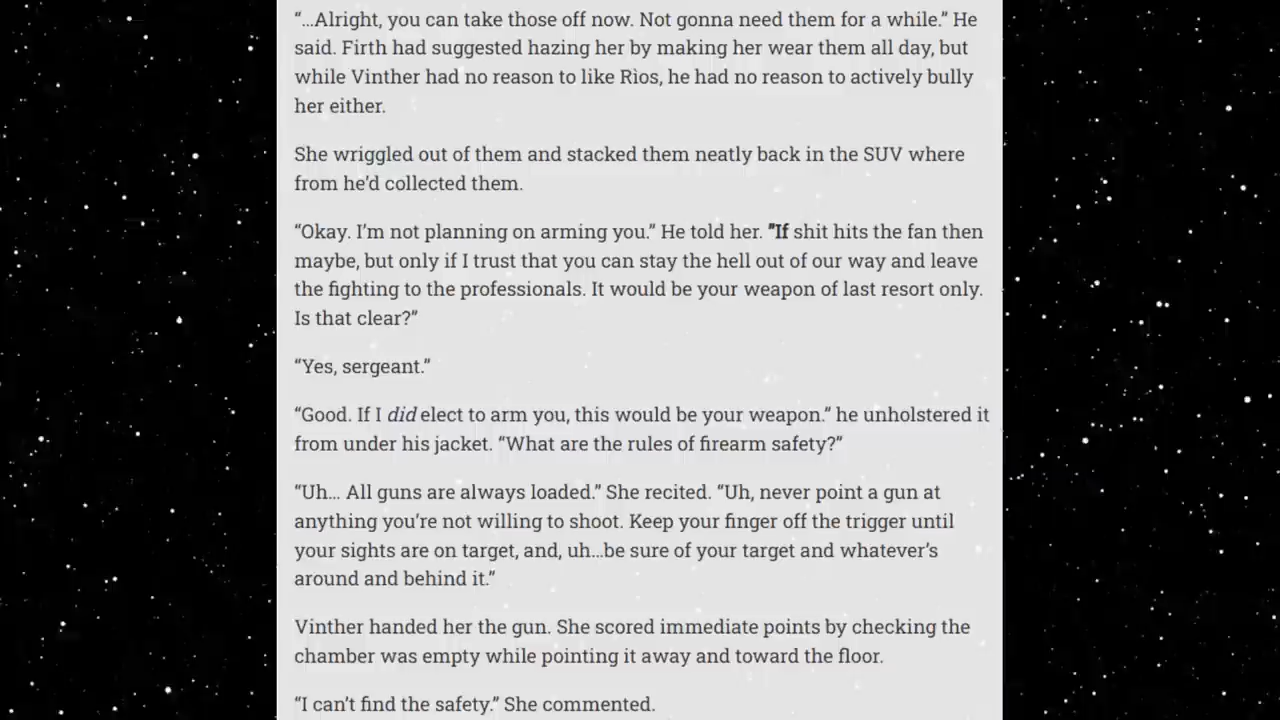 “…Alright, you can take those off now. Not gonna need them for a while.” He
said. Firth had suggested hazing her by making her wear them all day, but
while Vinther had no reason to like Rìos, he had no reason to actively bully
her either.
She wriggled out of them and stacked them neatly back in the SUV where
from he’d collected them.
“Okay. I’m not planning on arming you.” He told her. "If shit hits the fan then
maybe, but only if I trust that you can stay the hell out of our way and leave
the fighting to the professionals. It would be your weapon of last resort only.
Is that clear?”
“Yes, sergeant.”
“Good. If I did elect to arm you, this would be your weapon.” he unholstered it
from under his jacket. “What are the rules of firearm safety?”
“Uh… All guns are always loaded.” She recited. “Uh, never point a gun at
anything you’re not willing to shoot. Keep your finger off the trigger until
your sights are on target, and, uh…be sure of your target and whatever’s
around and behind it.”
Vinther handed her the gun. She scored immediate points by checking the
chamber was empty while pointing it away and toward the floor.
“I can’t find the safety.” She commented.